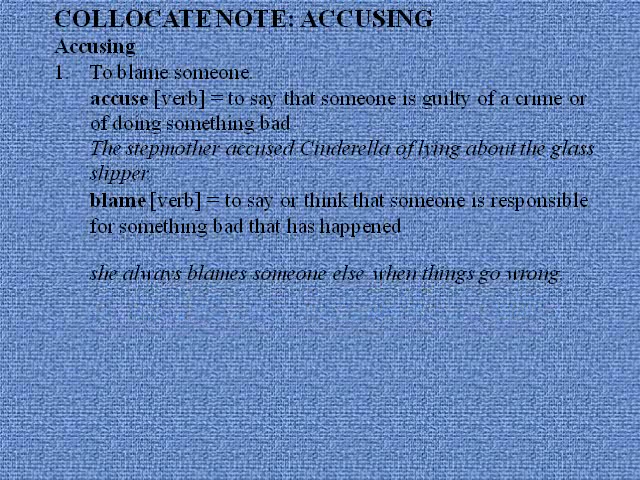 COLLOCATE NOTE: ACCUSING
Accusing
1. To blame someone.
accuse [verb] = to say that someone is guilty of a crime or
of doing something bad
The stepmother accused Cinderella of lying about the glass
slipper.
blame [verb] = to say or think that someone is responsible
for something bad that has happened
she always blames someone else when things go wrong.